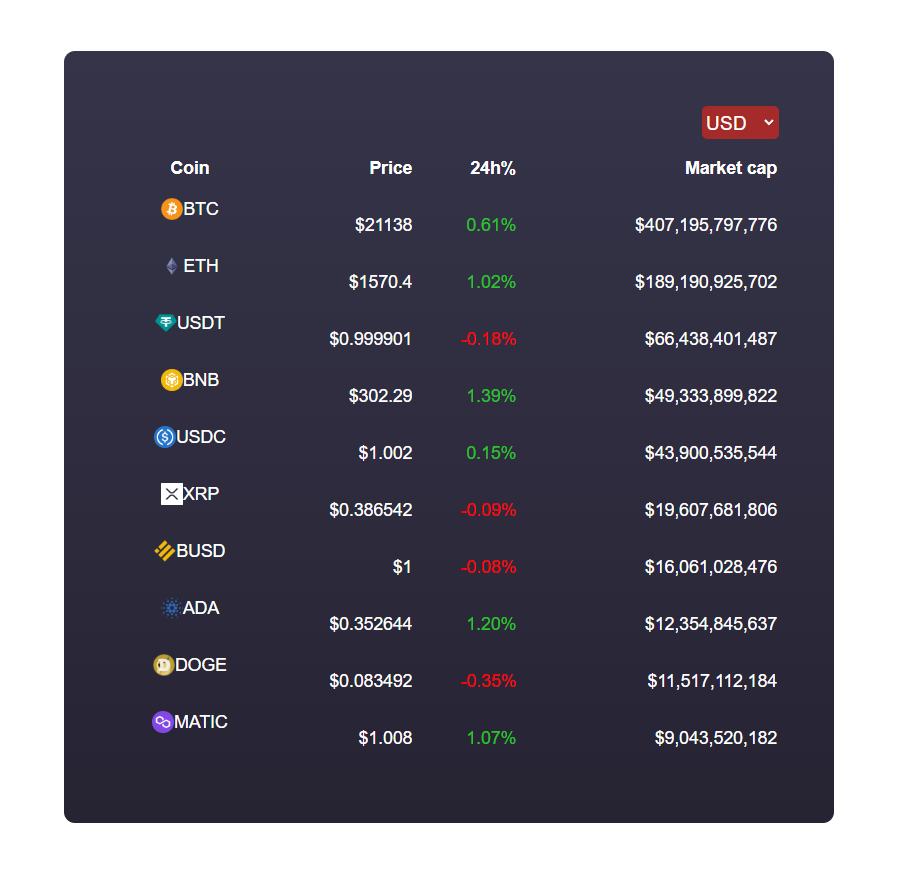 USD
Coin Price 24h% Market cap
BTC $21138 0.61% $407,195,797,776
ETH $1570.4 1.02% $189,190,925,702
USDT $0.999901 -0.18% $66,438,401,487
BNB $302.29 1.39% $49,333,899,822
USDC $1.002 0.15% $43,900,535,544
XRP $0.386542 -0.09% $19,607,681,806
BUSD $1 -0.08% $16,061,028,476
ADA $0.352644 1.20% $12,354,845,637
DOGE $0.083492 -0.35% $11,517,112,184
MATIC $1.008 1.07% $9,043,520,182